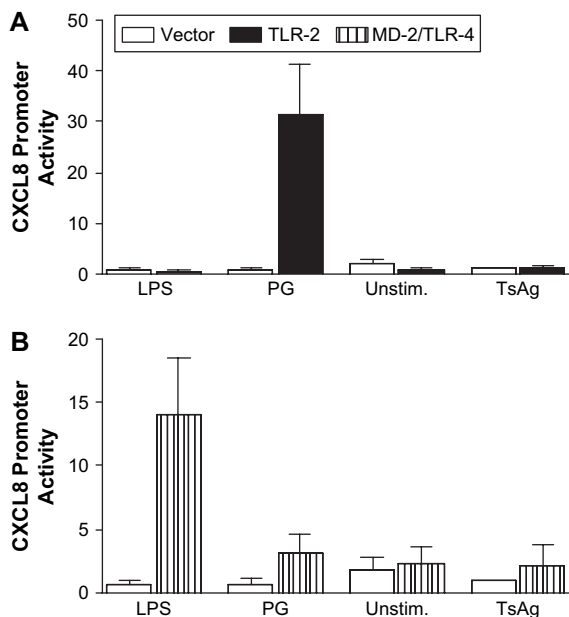 A
CXCL8 Promoter
Activity
50
40
30
20
10
0
Vector TLR-2 MD-2/TLR-4
LPS PG Unstim. TsAg
B
CXCL8 Promoter
Activity
20
15
10
5
0
LPS PG Unstim. TsAg